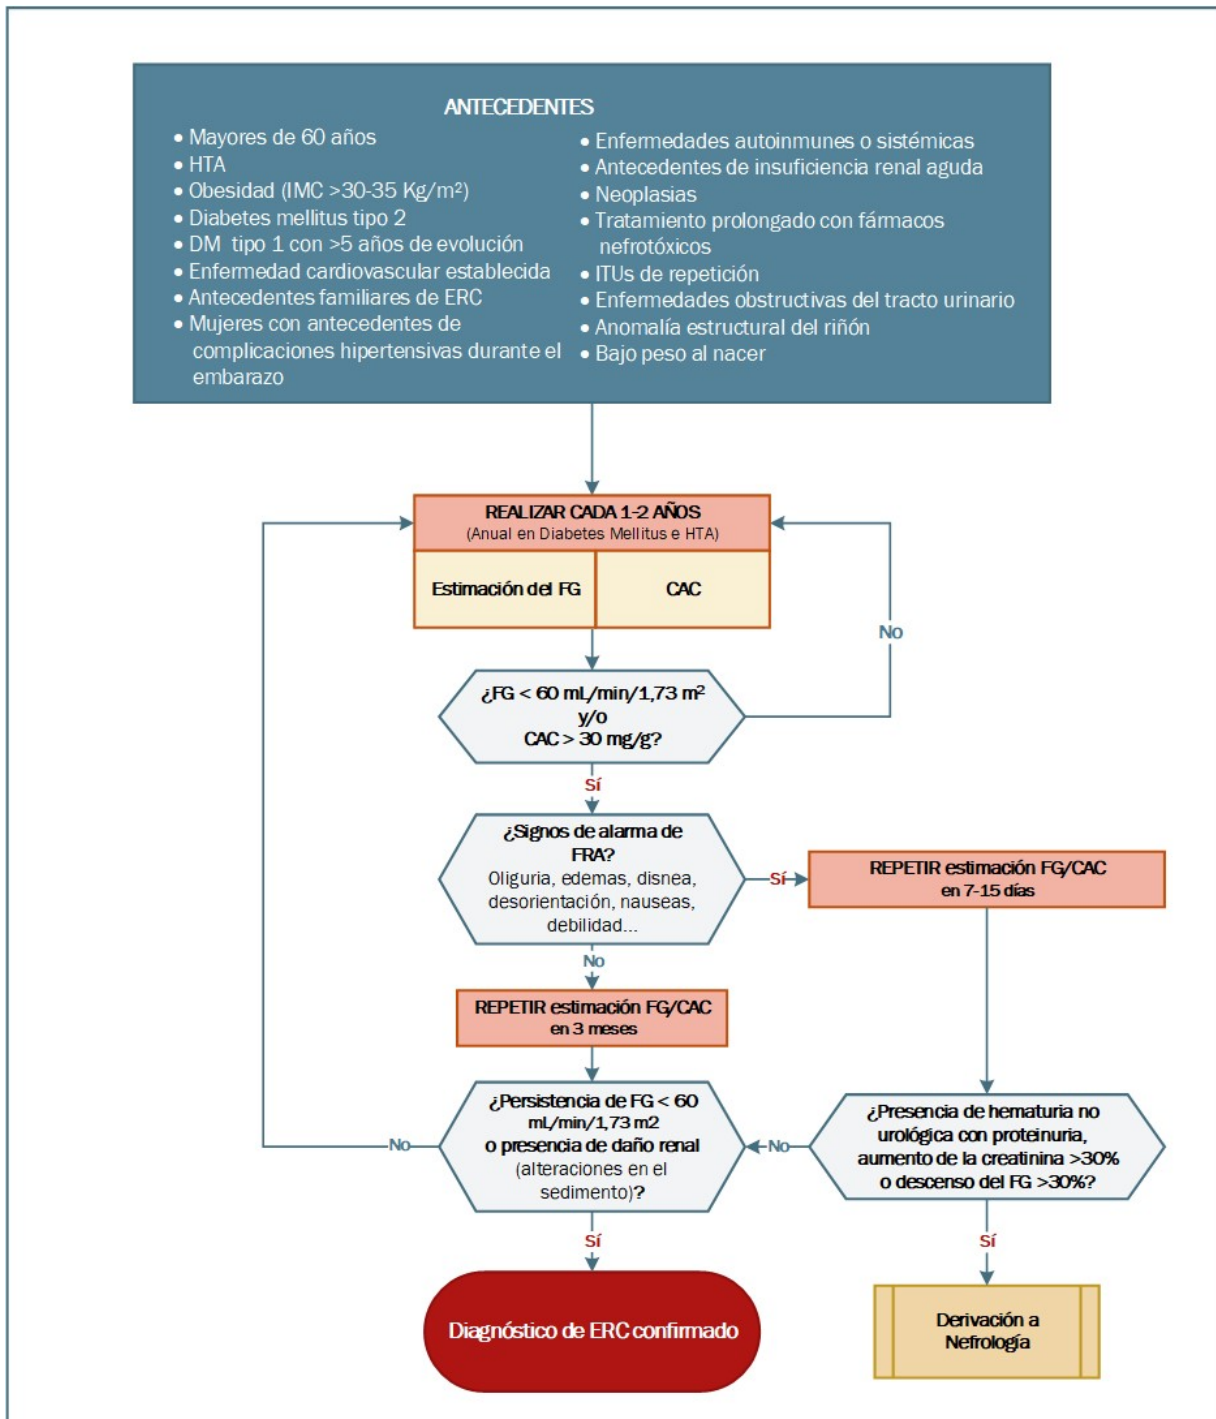 ANTECEDENTES
• Mayores de 60 años
• HTA
• Obesidad (IMC >30-35 Kg/m²)
• Diabetes mellitus tipo 2
• DM tipo 1 con >5 años de evolución
• Enfermedad cardiovascular establecida
• Antecedentes familiares de ERC
• Mujeres con antecedentes de
complicaciones hipertensivas durante el
embarazo
• Enfermedades autoinmunes o sistémicas
• Antecedentes de insuficiencia renal aguda
• Neoplasias
• Tratamiento prolongado con fármacos
nefrotóxicos
• ITUs de repetición
• Enfermedades obstructivas del tracto urinario
• Anomalía estructural del riñón
• Bajo peso al nacer
REALIZAR CADA 1-2 AÑOS
(Anual en Diabetes Mellitus e HTA)
Estimación del FG
CAC
No
¿FG < 60 mL/min/1,73 m²
y/o
CAC > 30 mg/g?
Sí
¿Signos de alarma de
FRA?
Oliguria, edemas, disnea,
desorientación, nauseas,
debilidad...
Sí
REPETIR estimación FG/CAC
en 7-15 días
No
REPETIR estimación FG/CAC
en 3 meses
¿Persistencia de FG < 60
mL/min/1,73 m2
o presencia de daño renal
(alteraciones en el
sedimento)?
No
No
¿Presencia de hematuria no
urológica con proteinuria,
aumento de la creatinina >30%
o descenso del FG >30%?
Sí
Sí
Diagnóstico de ERC confirmado
Derivación a
Nefrología